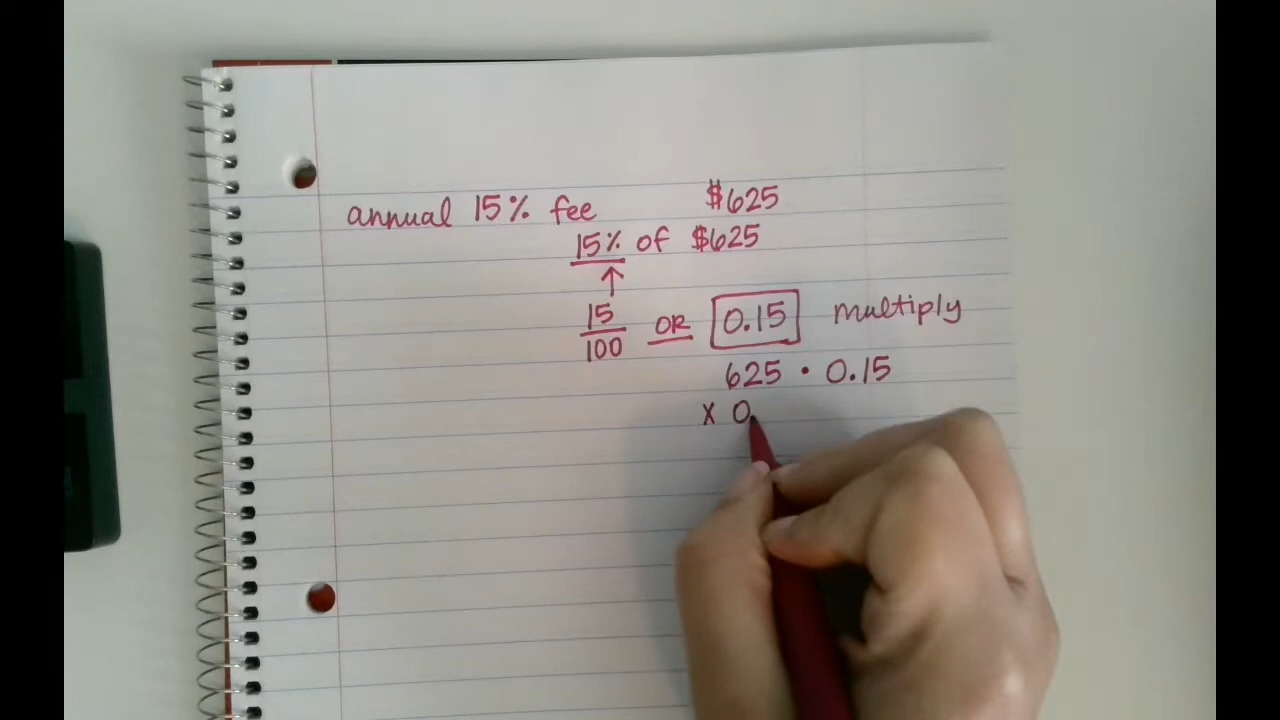 annual 15% fee $625
15% of $625
↑
15/100 OR 0.15 multiply
625 · 0.15
x 0.